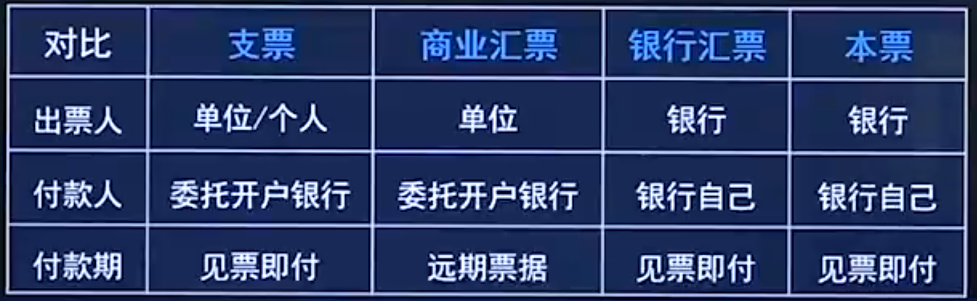 对比 支票 商业汇票 银行汇票 本票
出票人 单位/个人 单位 银行 银行
付款人 委托开户银行 委托开户银行 银行自己 银行自己
付款期 见票即付 远期票据 见票即付 见票即付